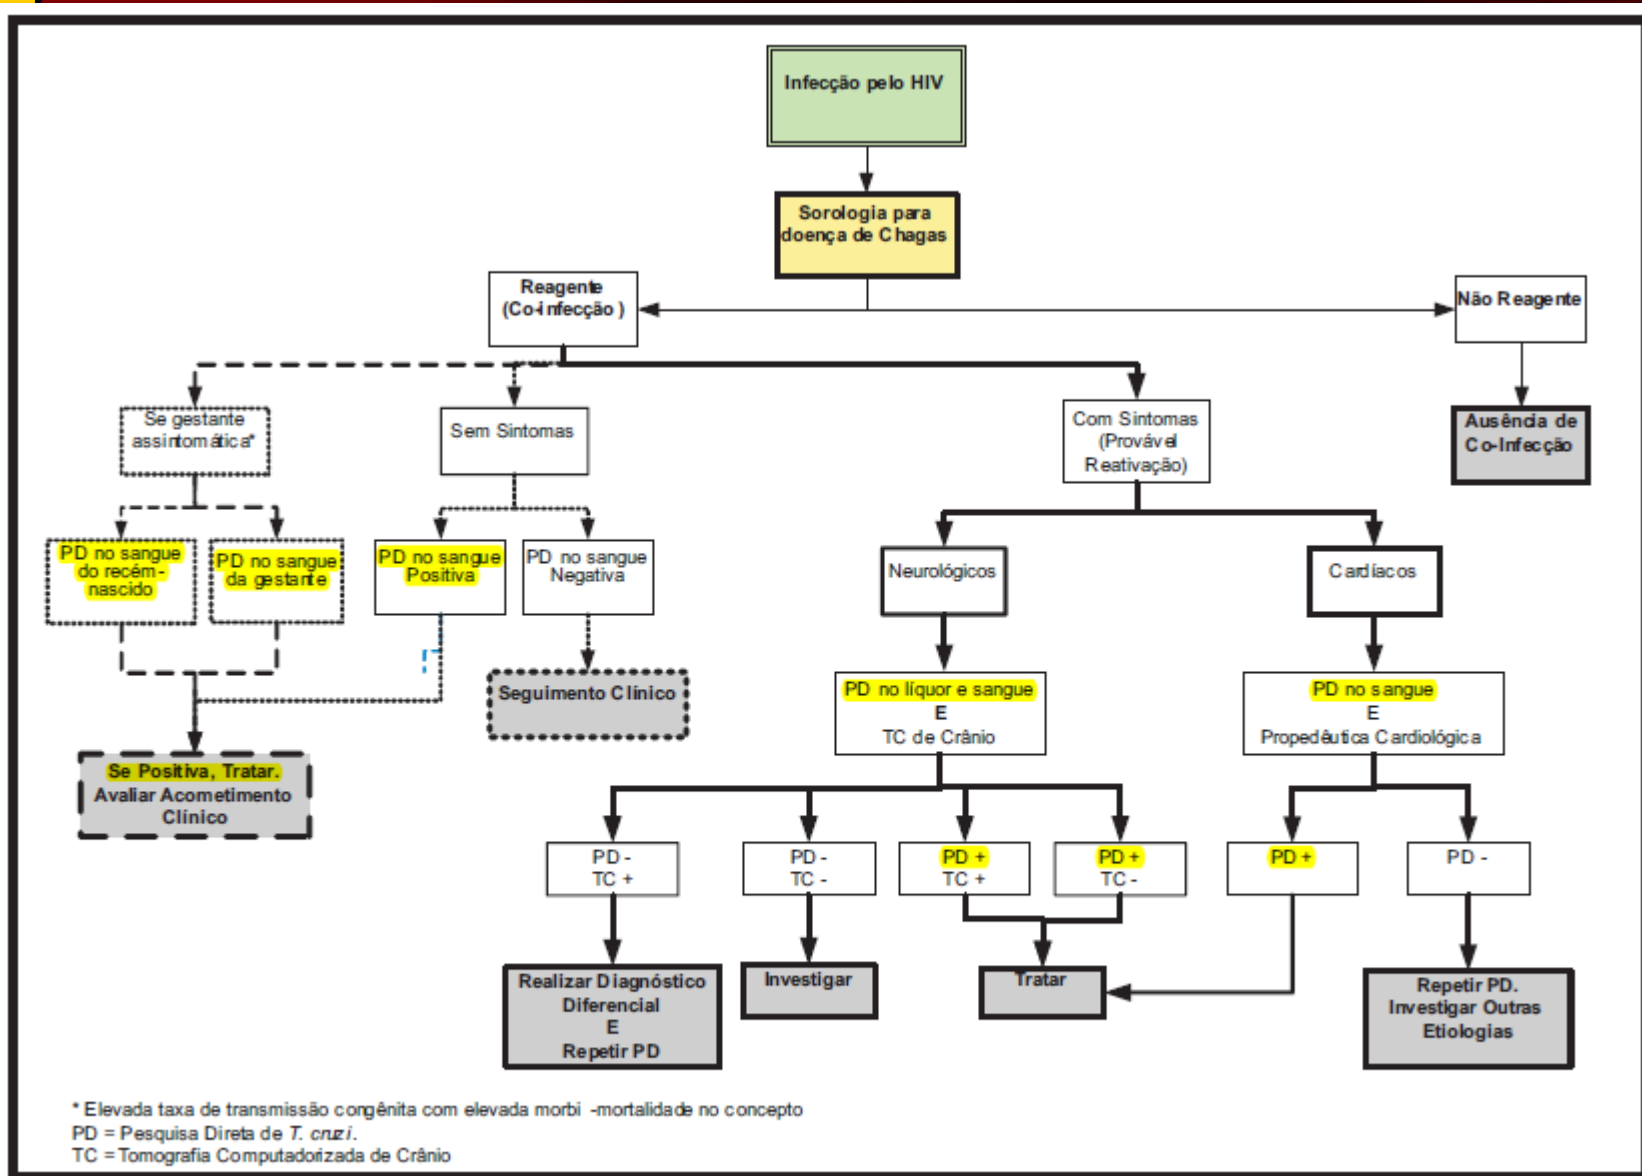 Infecção pelo HIV
Sorologia para
doença de Chagas
Reagente
(Co-infecção )
Não Reagente
Se gestante
assintomática*
Sem Sintomas
Com Sintomas
(Provável
Reativação)
Ausência de
Co-Infecção
PD no sangue
do recém-
nascido
PD no sangue
da gestante
PD no sangue
Positiva
PD no sangue
Negativa
Neurológicos
Cardíacos
Seguimento Clínico
PD no líquor e sangue
E
TC de Crânio
PD no sangue
E
Propedêutica Cardiológica
Se Positiva, Tratar.
Avaliar Acometimento
Clínico
PD -
TC +
PD -
TC -
PD +
TC +
PD +
TC -
PD +
PD -
Realizar Diagnóstico
Diferencial
E
Repetir PD
Investigar
Tratar
Repetir PD.
Investigar Outras
Etiologias
* Elevada taxa de transmissão congênita com elevada morbi -mortalidade no concepto
PD = Pesquisa Direta de T. cruzi.
TC = Tomografia Computadorizada de Crânio